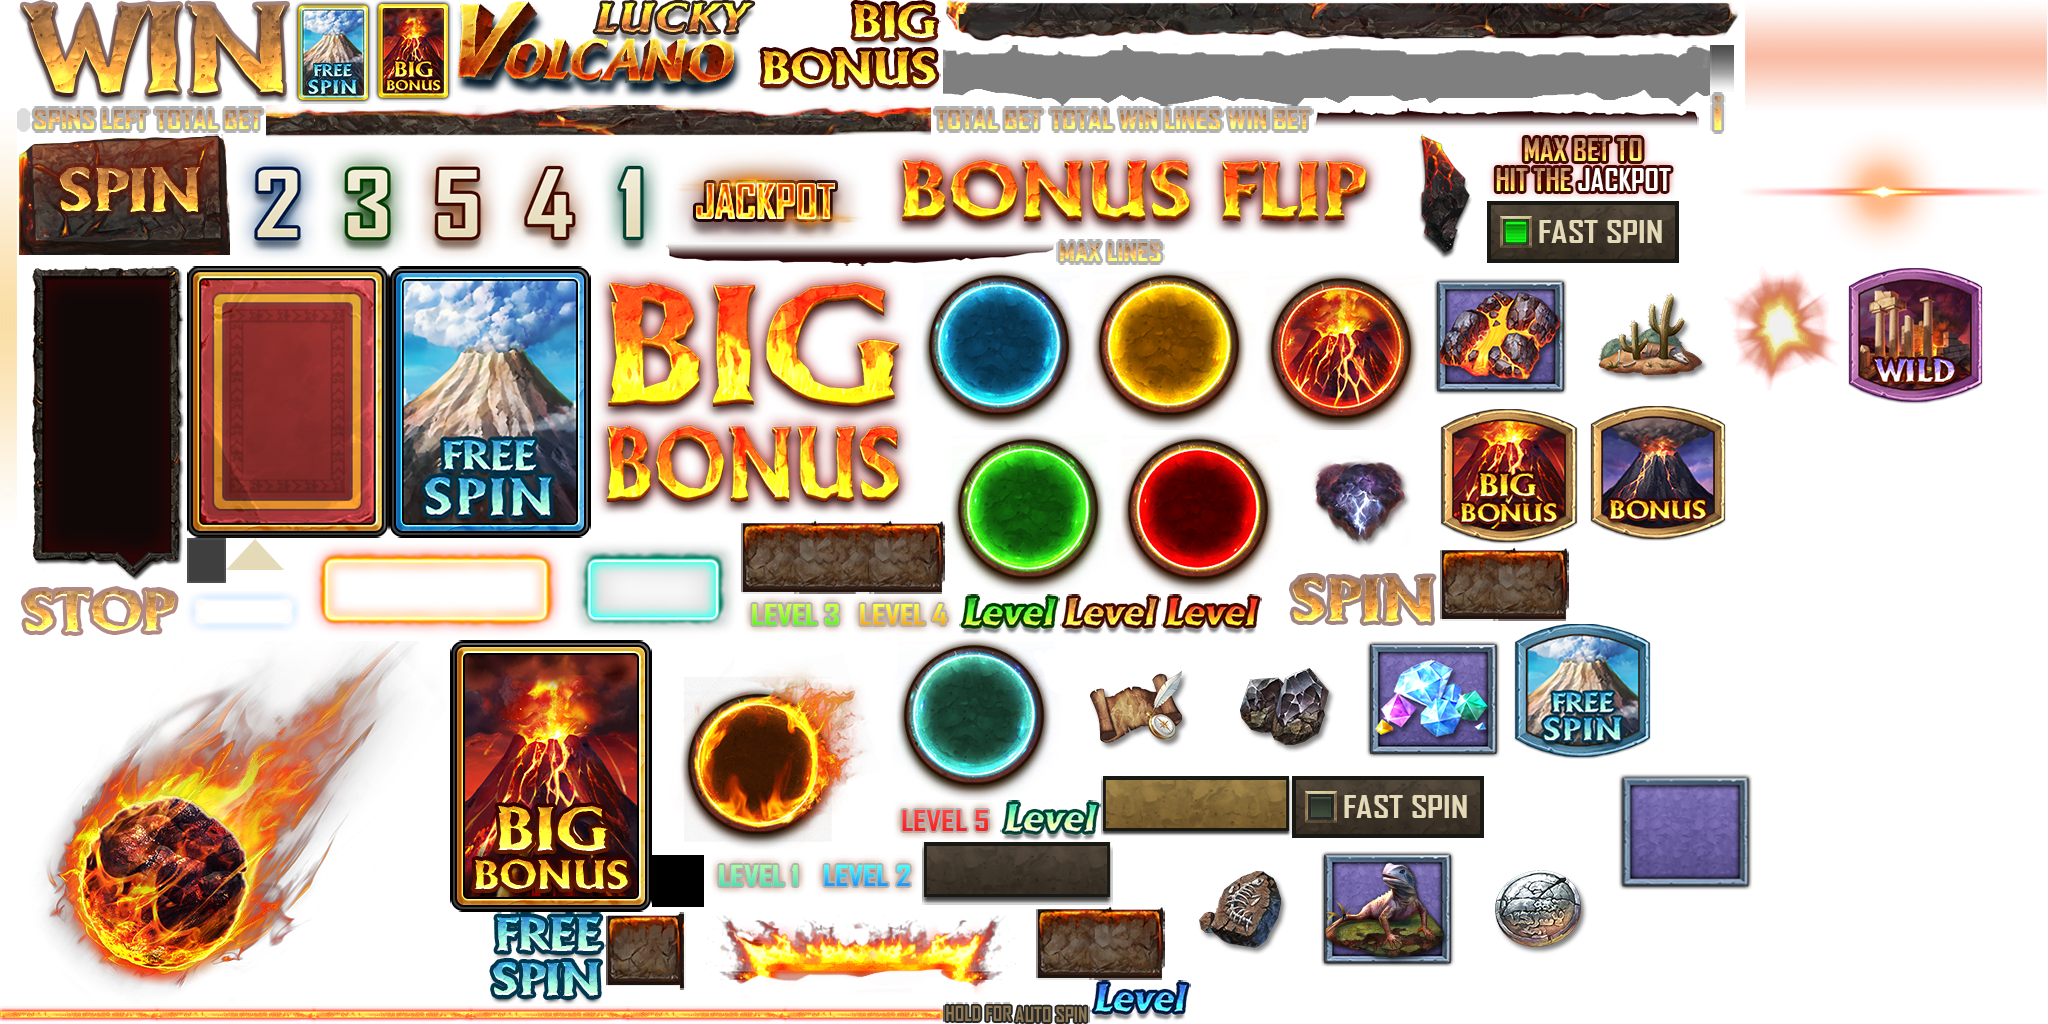 WIN
FREE
SPIN
BIG
BONUS
LUCKY
VOLCANO
BIG
BONUS
SPINS LEFT TOTAL BET
TOTAL BET TOTAL WIN LINES WIN BET
i
SPIN
2 3 5 4 1
JACKPOT
BONUS FLIP
MAX BET TO
HIT THE JACKPOT
FAST SPIN
MAX LINES
FREE
SPIN
BIG
BONUS
WILD
BIG
BONUS
BONUS
STOP
LEVEL 3 LEVEL 4
Level Level Level
SPIN
BIG
BONUS
FREE
SPIN
LEVEL 5
Level
FAST SPIN
LEVEL 1 LEVEL 2
FREE
SPIN
Level
HOLD FOR AUTO SPIN